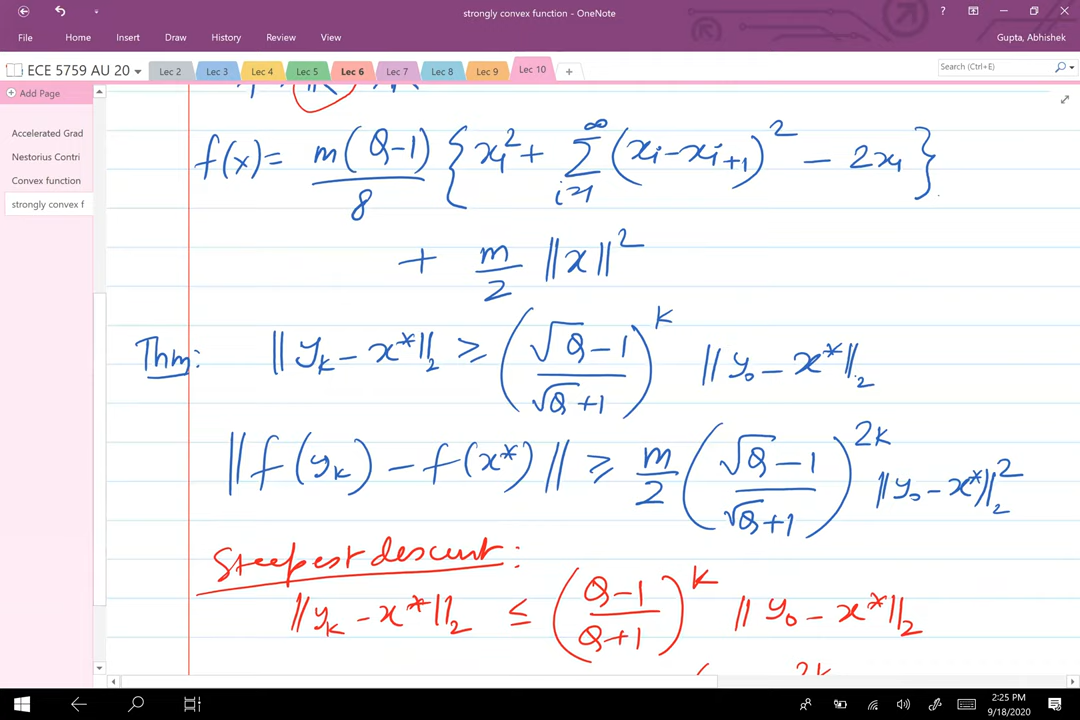 strongly convex function - OneNote
?
File Home Insert Draw History Review View Gupta, Abhishek
ECE 5759 AU 20 Lec 2 Lec 3 Lec 4 Lec 5 Lec 6 Lec 7 Lec 8 Lec 9 Lec 10 + Search (Ctrl+E)
Add Page
Accelerated Grad
Nestorius Contri
Convex function
strongly convex f
f(x) = m(Q-1)/8 { x₁² + ∑_{i=1}^{∞} (x_i - x_{i+1})² - 2x₁ }
+ m/2 ||x||²
Thm: ||y_k - x*||₂ ≥ ( (√Q - 1)/(√Q + 1) )^k ||y₀ - x*||₂
||f(y_k) - f(x*)|| ≥ m/2 ( (√Q - 1)/(√Q + 1) )^{2k} ||y₀ - x*||₂²
Steepest descent:
||y_k - x*||₂ ≤ ( (Q-1)/(Q+1) )^k ||y₀ - x*||₂
2k
2:25 PM
9/18/2020